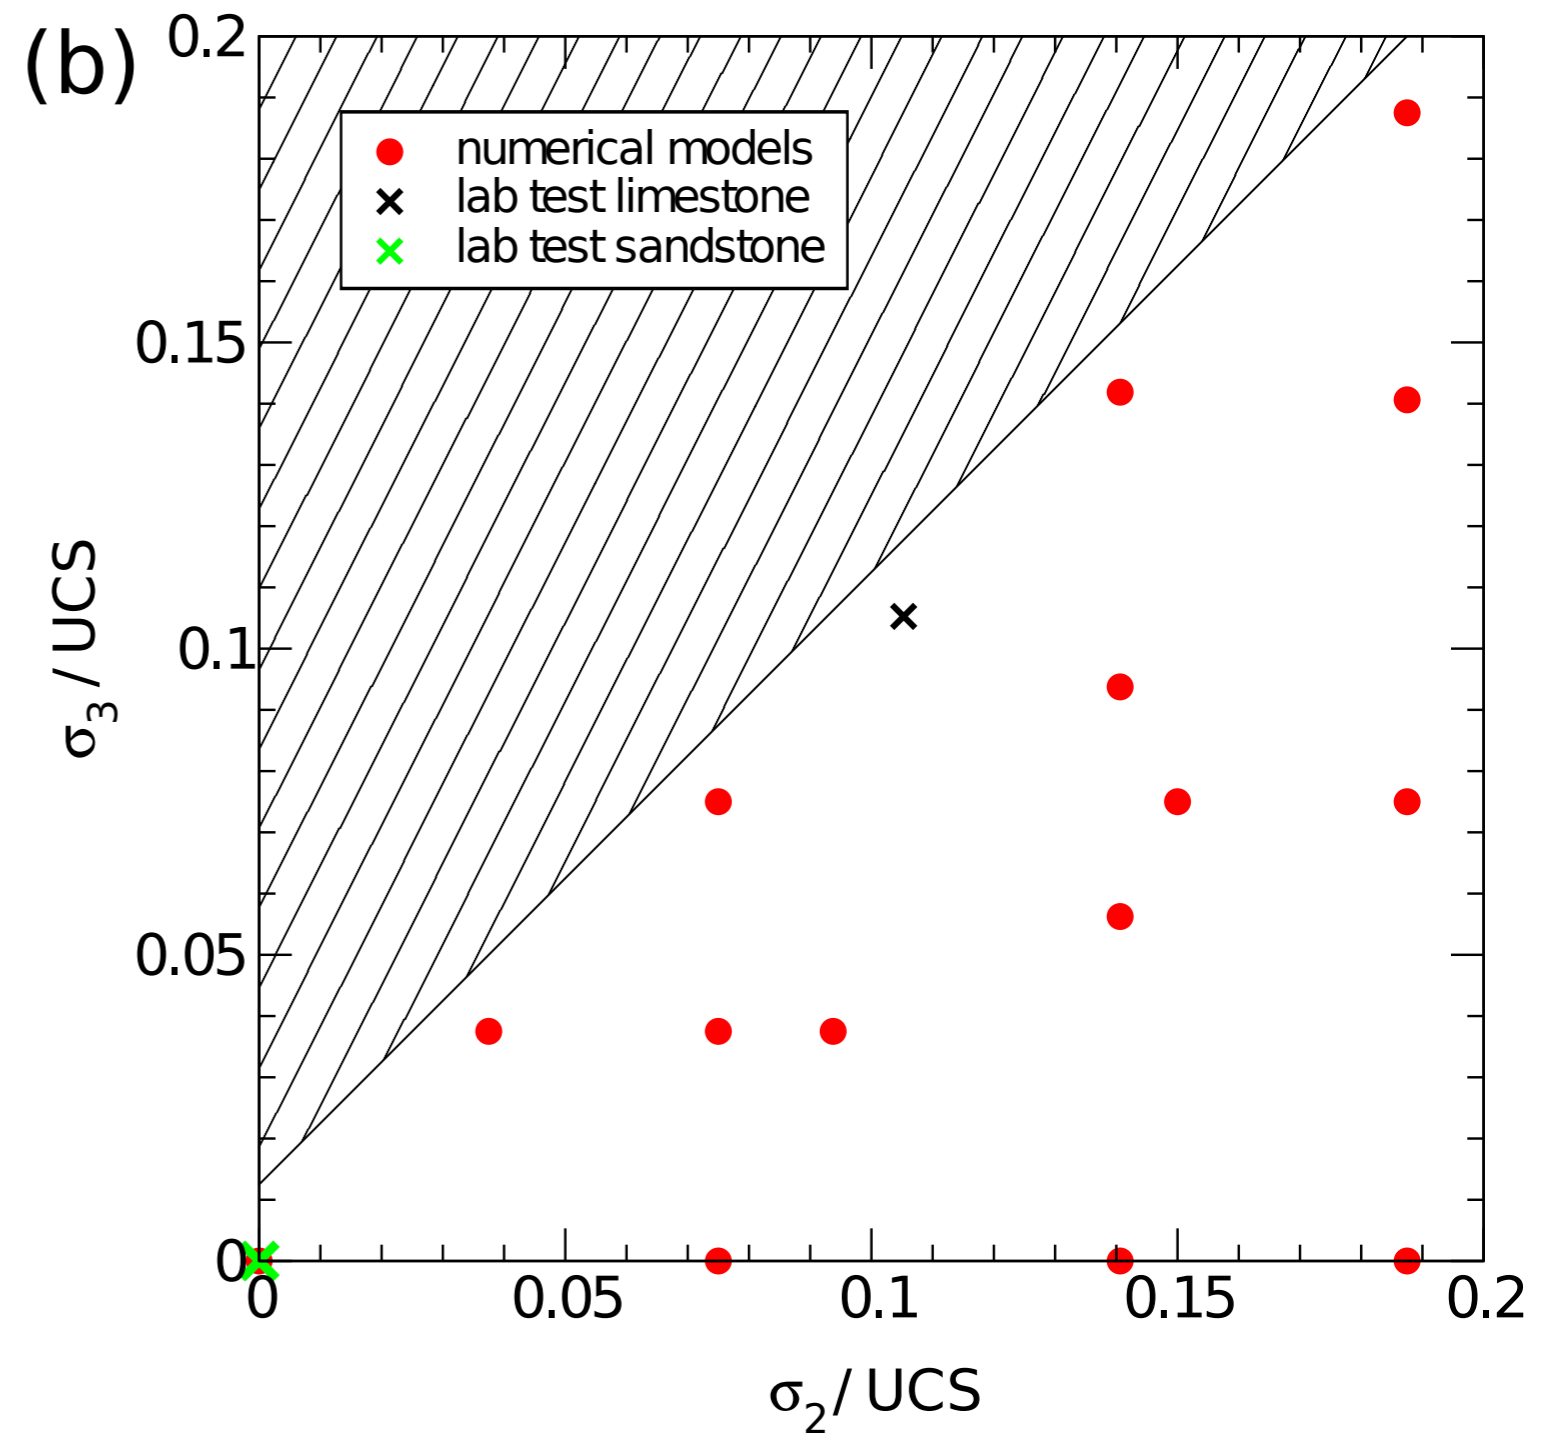 (b)
0.2
numerical models
lab test limestone
lab test sandstone
0.15
0.1
0.05
0
σ3 / UCS
0 0.05 0.1 0.15 0.2
σ2 / UCS